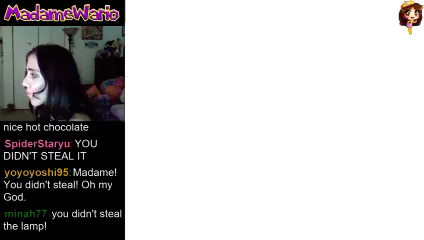 MadameWario
nice hot chocolate
SpiderStaryu: YOU
DIDN'T STEAL IT
yoyoyoshi95: Madame!
You didn't steal! Oh my
God.
minah77: you didn't steal
the lamp!